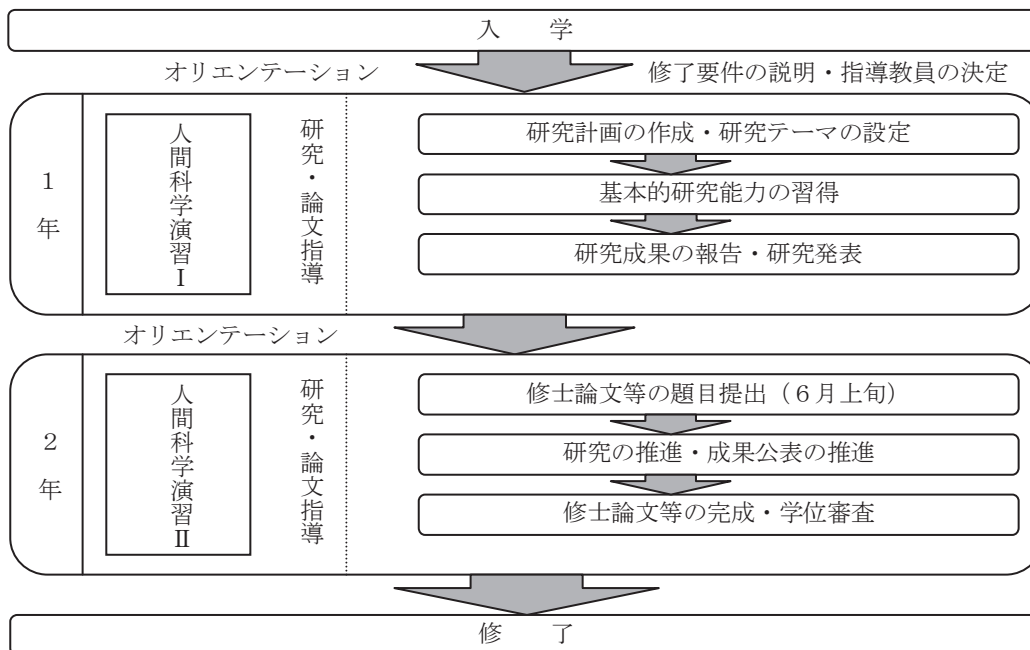 入　学
オリエンテーション
修了要件の説明・指導教員の決定
1年
人間科学演習Ⅰ
研究・論文指導
研究計画の作成・研究テーマの設定
基本的研究能力の習得
研究成果の報告・研究発表
オリエンテーション
2年
人間科学演習Ⅱ
研究・論文指導
修士論文等の題目提出（６月上旬）
研究の推進・成果公表の推進
修士論文等の完成・学位審査
修　了